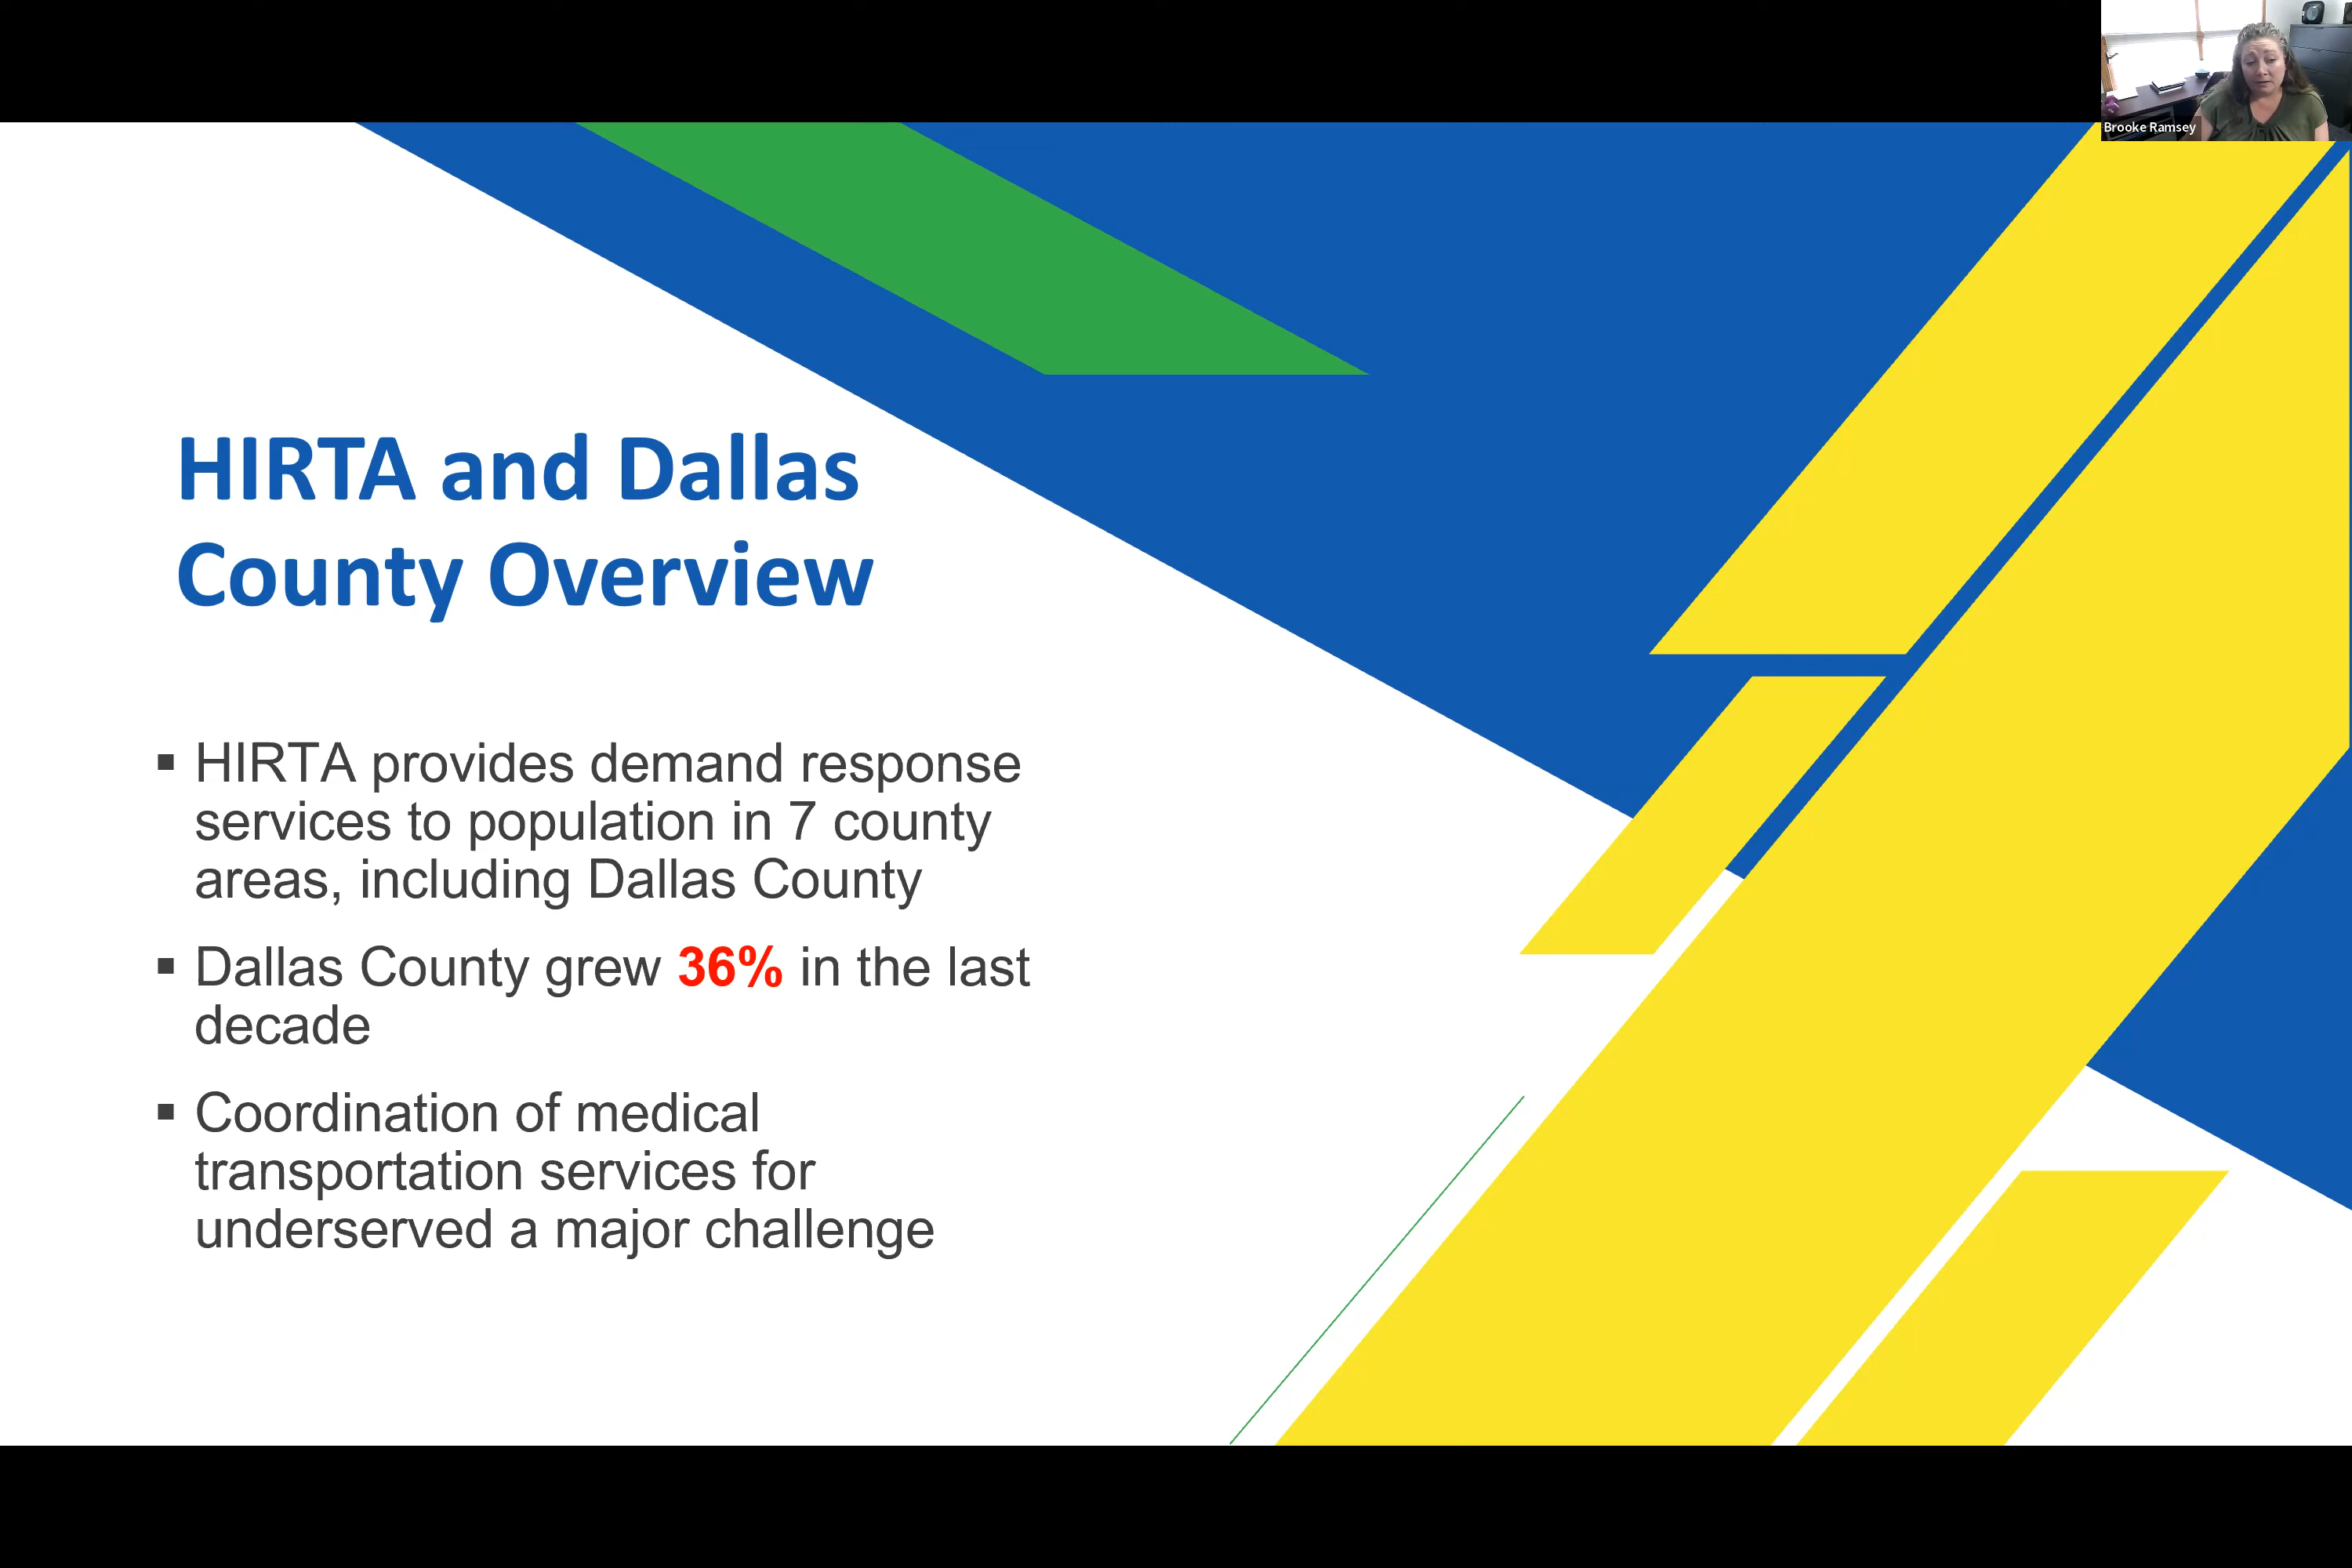 Brooke Ramsey
HIRTA and Dallas
County Overview
▪ HIRTA provides demand response
services to population in 7 county
areas, including Dallas County
▪ Dallas County grew 36% in the last
decade
▪ Coordination of medical
transportation services for
underserved a major challenge